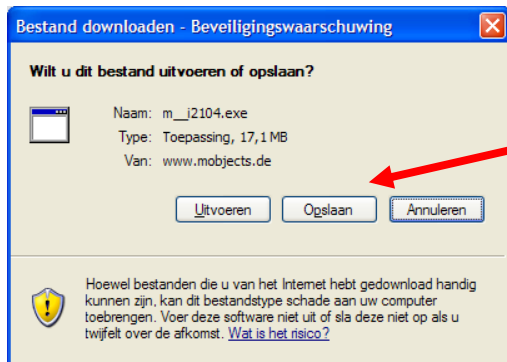 Bestand downloaden - Beveiligingswaarschuwing
Wilt u dit bestand uitvoeren of opslaan?
Naam: m__i2104.exe
Type: Toepassing, 17,1 MB
Van: www.mobjects.de
Uitvoeren Opslaan Annuleren
Hoewel bestanden die u van het Internet hebt gedownload handig
kunnen zijn, kan dit bestandstype schade aan uw computer
toebrengen. Voer deze software niet uit of sla deze niet op als u
twijfelt over de afkomst. Wat is het risico?